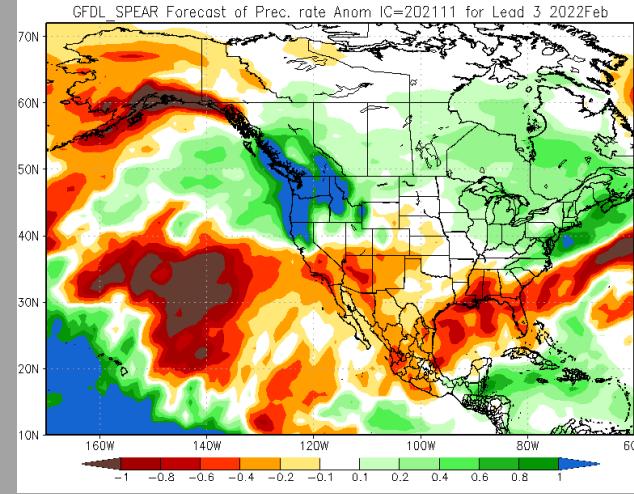 GFDL_SPEAR Forecast of Prec. rate Anom IC=202111 for Lead 3 2022Feb
70N
60N
50N
40N
30N
20N
10N
160W 140W 120W 100W 80W 60
-1 -0.8 -0.6 -0.4 -0.2 -0.1 0.1 0.2 0.4 0.6 0.8 1